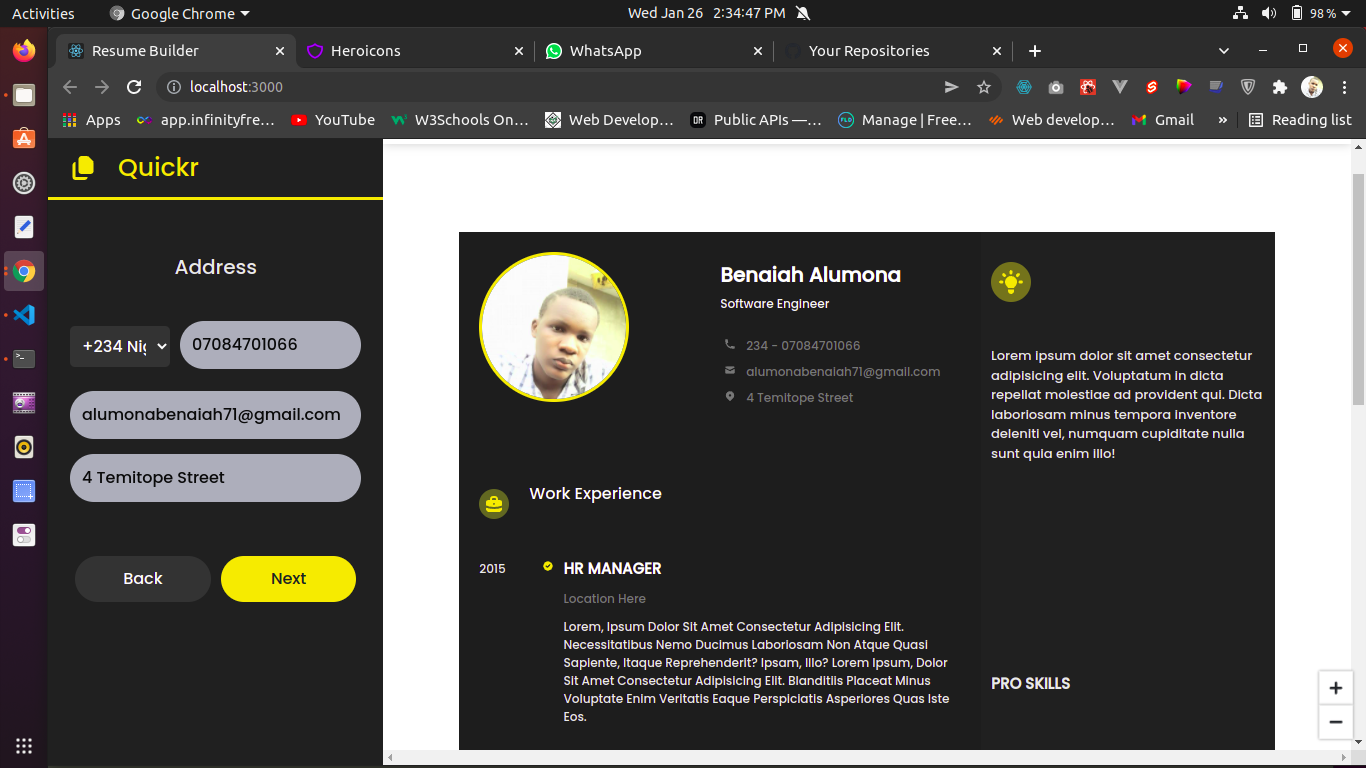 Activities
Google Chrome
Wed Jan 26 2:34:47 PM
98 %
Resume Builder
Heroicons
WhatsApp
Your Repositories
localhost:3000
Apps
app.infinityfre...
YouTube
W3Schools On...
Web Develop...
DR
Public APIs —...
FLO
Manage | Free...
Web develop...
Gmail
»
Reading list
Quickr
Address
+234 Nig
07084701066
alumonabenaiah71@gmail.com
4 Temitope Street
Back
Next
Benaiah Alumona
Software Engineer
234 - 07084701066
alumonabenaiah71@gmail.com
4 Temitope Street
Work Experience
2015
HR MANAGER
Location Here
Lorem, Ipsum Dolor Sit Amet Consectetur Adipisicing Elit.
Necessitatibus Nemo Ducimus Laboriosam Non Atque Quasi
Sapiente, Itaque Reprehenderit? Ipsam, Illo? Lorem Ipsum, Dolor
Sit Amet Consectetur Adipisicing Elit. Blanditiis Placeat Minus
Voluptate Enim Veritatis Eaque Perspiciatis Asperiores Quas Iste
Eos.
Lorem ipsum dolor sit amet consectetur
adipisicing elit. Voluptatum in dicta
repellat molestiae ad provident qui. Dicta
laboriosam minus tempora inventore
deleniti vel, numquam cupiditate nulla
sunt quia enim illo!
PRO SKILLS
+
−